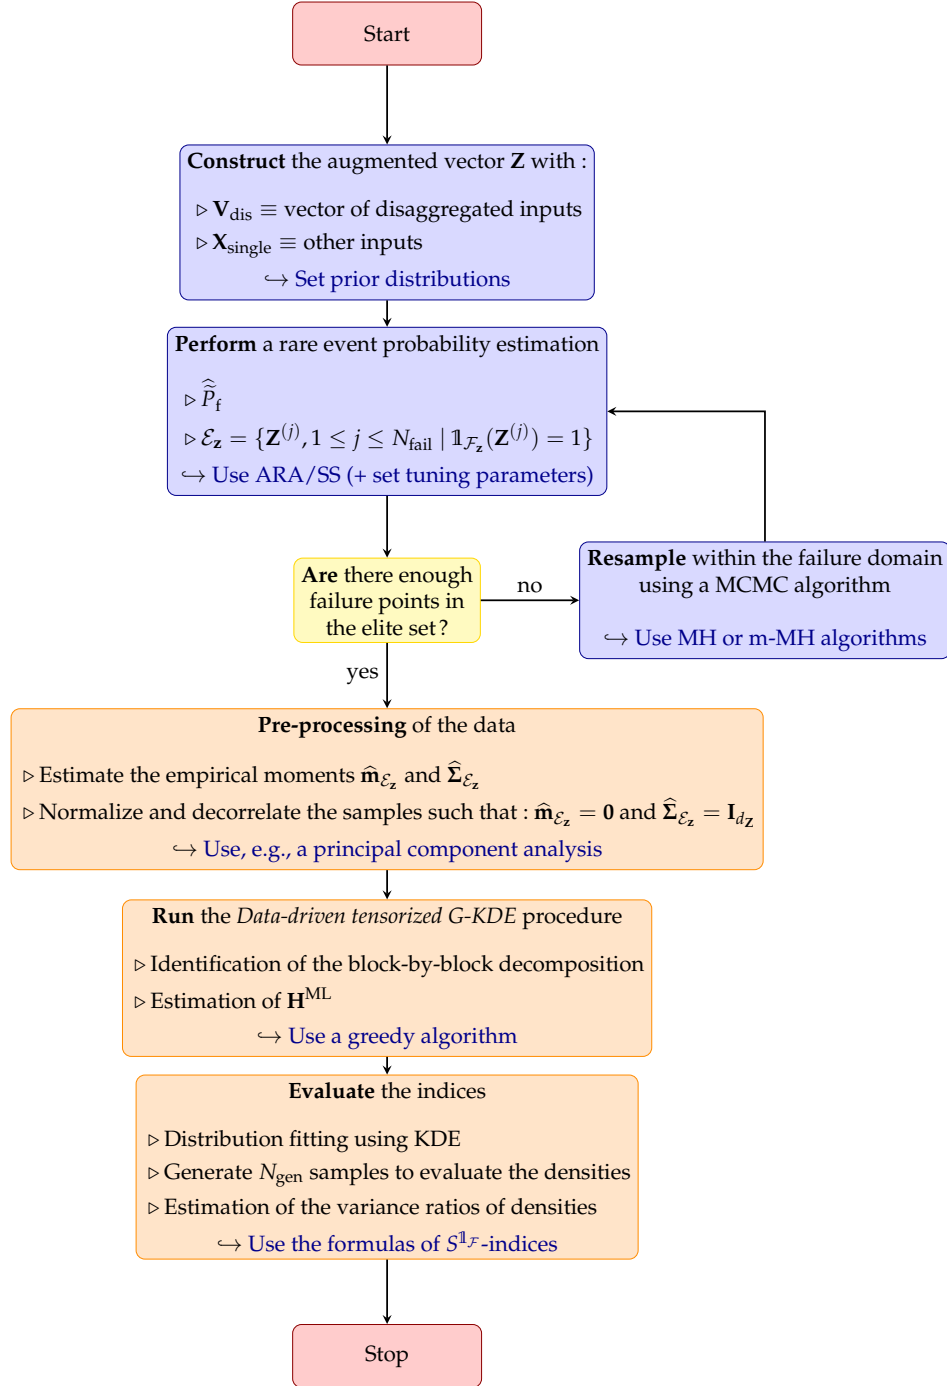 Start
Construct the augmented vector Z with :
▷ V_dis ≡ vector of disaggregated inputs
▷ X_single ≡ other inputs
↪ Set prior distributions
Perform a rare event probability estimation
▷ \widehat{\widetilde{P}}_f
▷ ℰ_z = {Z^(j), 1 ≤ j ≤ N_fail | 𝟙_{ℱ_z}(Z^(j)) = 1}
↪ Use ARA/SS (+ set tuning parameters)
Are there enough
failure points in
the elite set ?
no
Resample within the failure domain
using a MCMC algorithm
↪ Use MH or m-MH algorithms
yes
Pre-processing of the data
▷ Estimate the empirical moments \widehat{m}_{ℰ_z} and \widehat{Σ}_{ℰ_z}
▷ Normalize and decorrelate the samples such that : \widehat{m}_{ℰ_z} = 0 and \widehat{Σ}_{ℰ_z} = I_{d_Z}
↪ Use, e.g., a principal component analysis
Run the Data-driven tensorized G-KDE procedure
▷ Identification of the block-by-block decomposition
▷ Estimation of H^ML
↪ Use a greedy algorithm
Evaluate the indices
▷ Distribution fitting using KDE
▷ Generate N_gen samples to evaluate the densities
▷ Estimation of the variance ratios of densities
↪ Use the formulas of S^{𝟙_ℱ}-indices
Stop